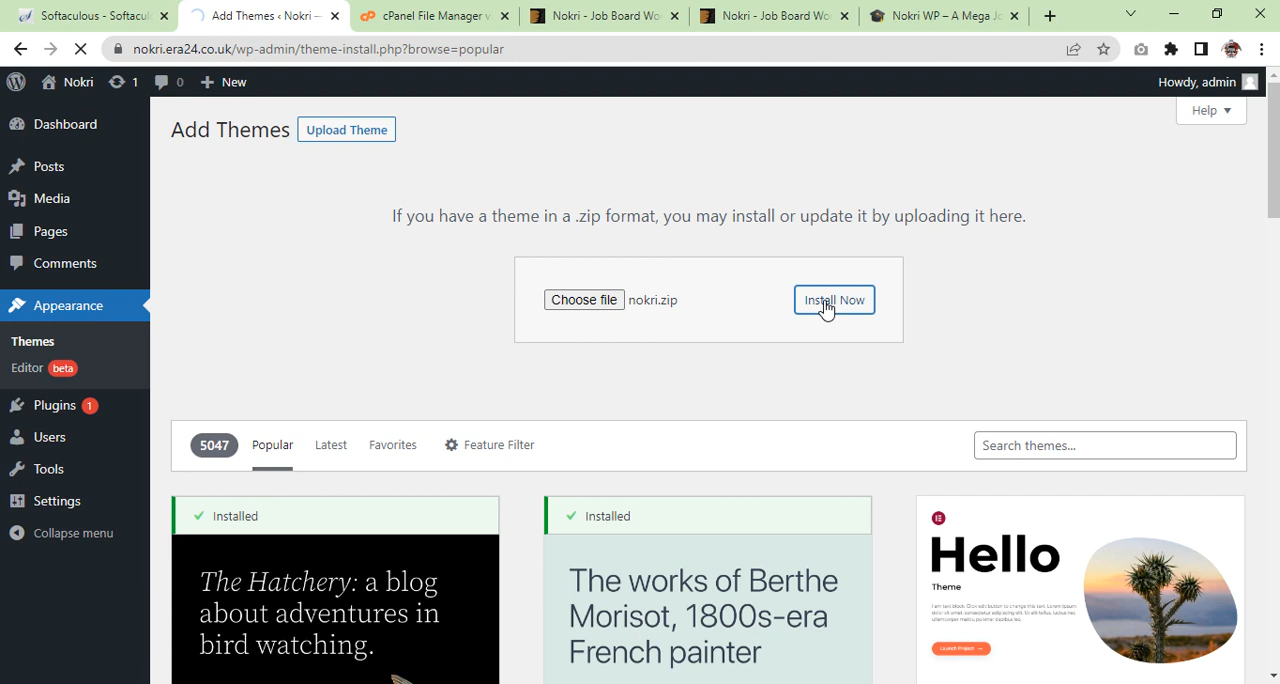 Softaculous - Softaculou
Add Themes ‹ Nokri —
cPanel File Manager v
Nokri - Job Board Wo
Nokri - Job Board Wo
Nokri WP – A Mega Jo
nokri.era24.co.uk/wp-admin/theme-install.php?browse=popular
Nokri 1 0 New Howdy, admin
Dashboard
Posts
Media
Pages
Comments
Appearance
Themes
Editor beta
Plugins 1
Users
Tools
Settings
Collapse menu
Help
Add Themes Upload Theme
If you have a theme in a .zip format, you may install or update it by uploading it here.
Choose file nokri.zip Install Now
5047 Popular Latest Favorites Feature Filter Search themes...
Installed
The Hatchery: a blog
about adventures in
bird watching.
Installed
The works of Berthe
Morisot, 1800s-era
French painter
Hello
Theme
Launch Project